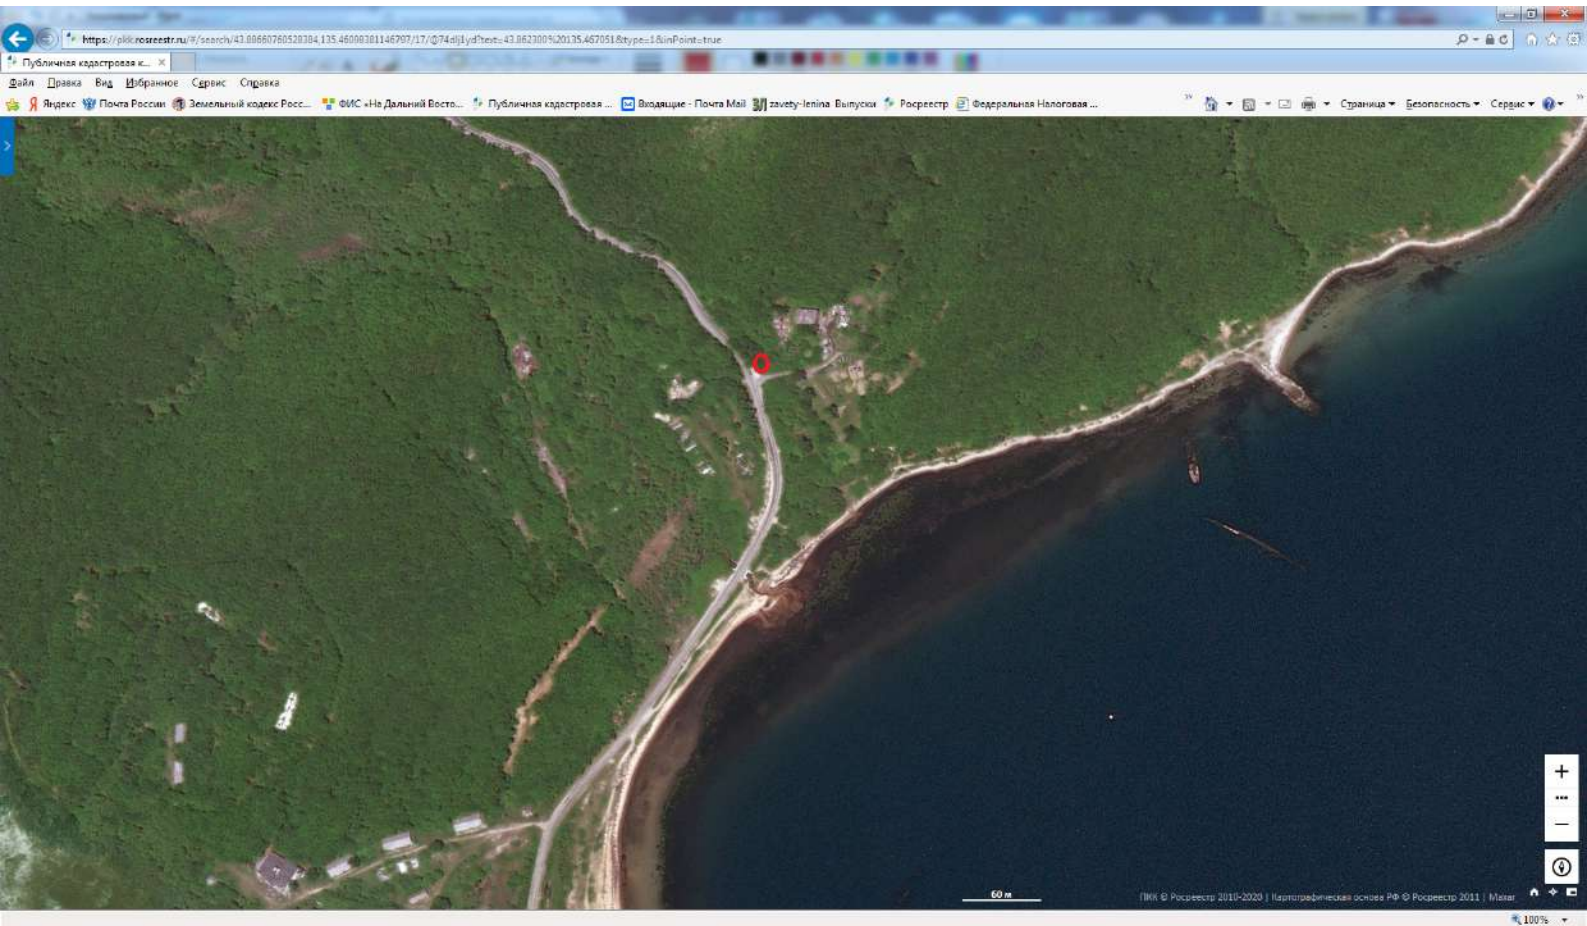 https://pkk.rosreestr.ru/#/search/43.88660760528384,135.46098381146797/17/@74dlj1yd?text=43.862300%20135.467051&type=1&inPoint=true
Публичная кадастровая к...
Файл Правка Вид Избранное Сервис Справка
Яндекс Почта России Земельный кодекс Росс... ФИС «На Дальний Восто... Публичная кадастровая ... Входящие - Почта Mail zavety-lenina Выпуски Росреестр Федеральная Налоговая ... Страница Безопасность Сервис
60 м
ПКК © Росреестр 2010-2020 | Картографическая основа РФ © Росреестр 2011 | Maxar
100%